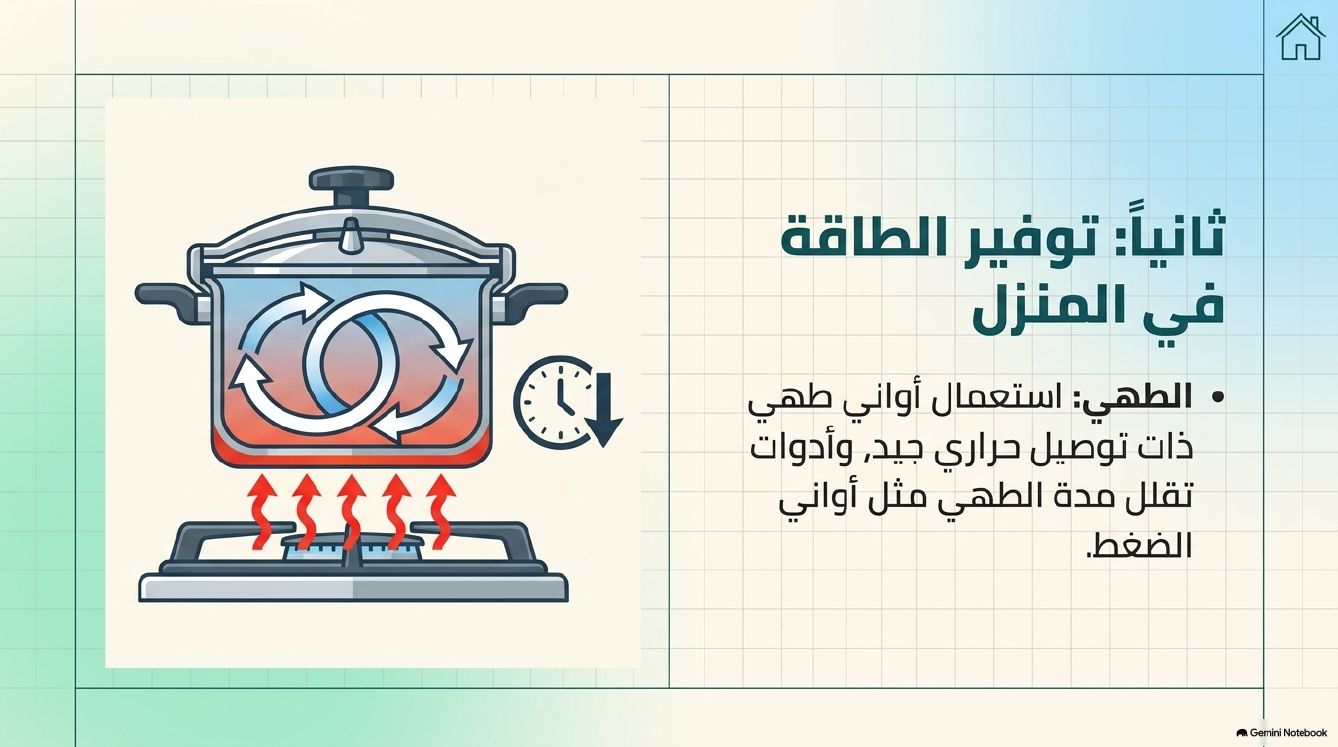 ثانياً: توفير الطاقة
في المنزل
• الطهي: استعمال أواني طهي
ذات توصيل حراري جيد, وأدوات
تقلل مدة الطهي مثل أواني
الضغط.
Gemini Notebook